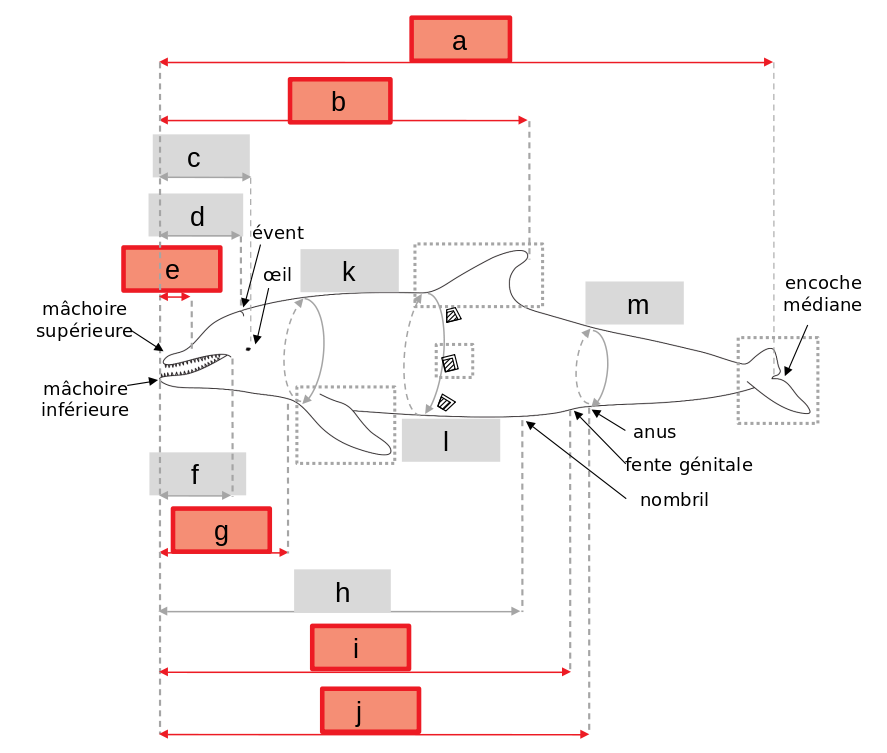 a
b
c
d
évent
e
k
œil
encoche
médiane
m
mâchoire
supérieure
mâchoire
inférieure
anus
l
fente génitale
f
nombril
g
h
i
j